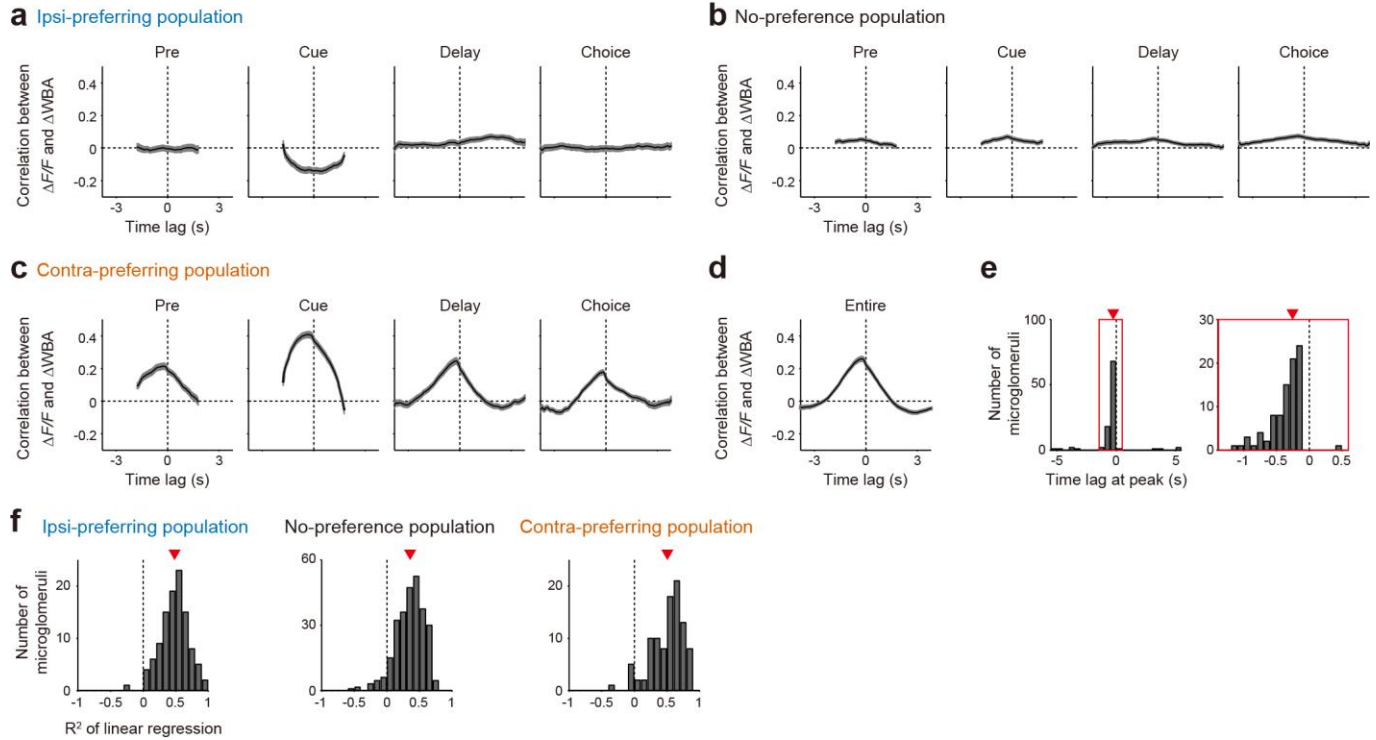 a Ipsi-preferring population
Pre Cue Delay Choice
Correlation between
ΔF/F and ΔWBA
0.4
0.2
0
-0.2
-3 0 3
Time lag (s)
b No-preference population
Pre Cue Delay Choice
Correlation between
ΔF/F and ΔWBA
0.4
0.2
0
-0.2
-3 0 3
Time lag (s)
c Contra-preferring population
Pre Cue Delay Choice
Correlation between
ΔF/F and ΔWBA
0.4
0.2
0
-0.2
-3 0 3
Time lag (s)
d
Entire
Correlation between
ΔF/F and ΔWBA
0.4
0.2
0
-0.2
-3 0 3
Time lag (s)
e
Number of
microglomeruli
100
50
0
-5 0 5
30
20
10
0
-1 -0.5 0 0.5
Time lag at peak (s)
f Ipsi-preferring population
Number of
microglomeruli
20
10
0
-1 -0.5 0 0.5 1
R² of linear regression
No-preference population
60
30
0
-1 -0.5 0 0.5 1
Contra-preferring population
20
10
0
-1 -0.5 0 0.5 1